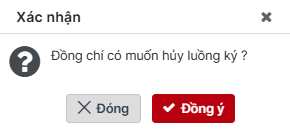 Xác nhận
Đồng chí có muốn hủy luồng ký ?
Đóng
Đồng ý